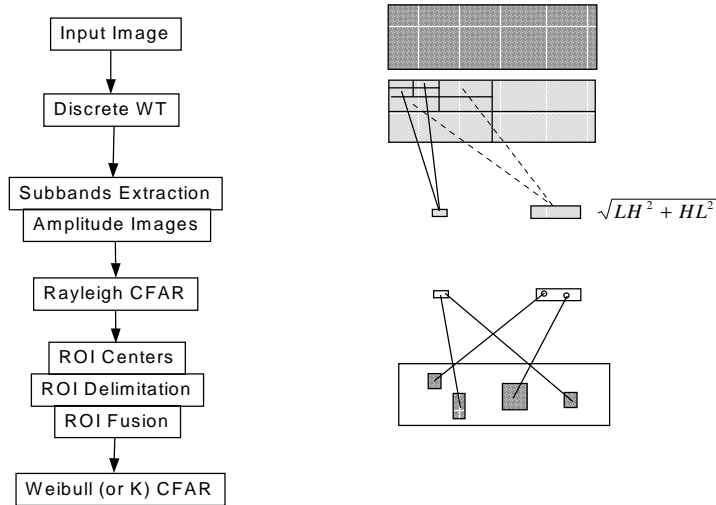 Input Image
Discrete WT
Subbands Extraction
Amplitude Images
√LH² + HL²
Rayleigh CFAR
ROI Centers
ROI Delimitation
ROI Fusion
Weibull (or K) CFAR